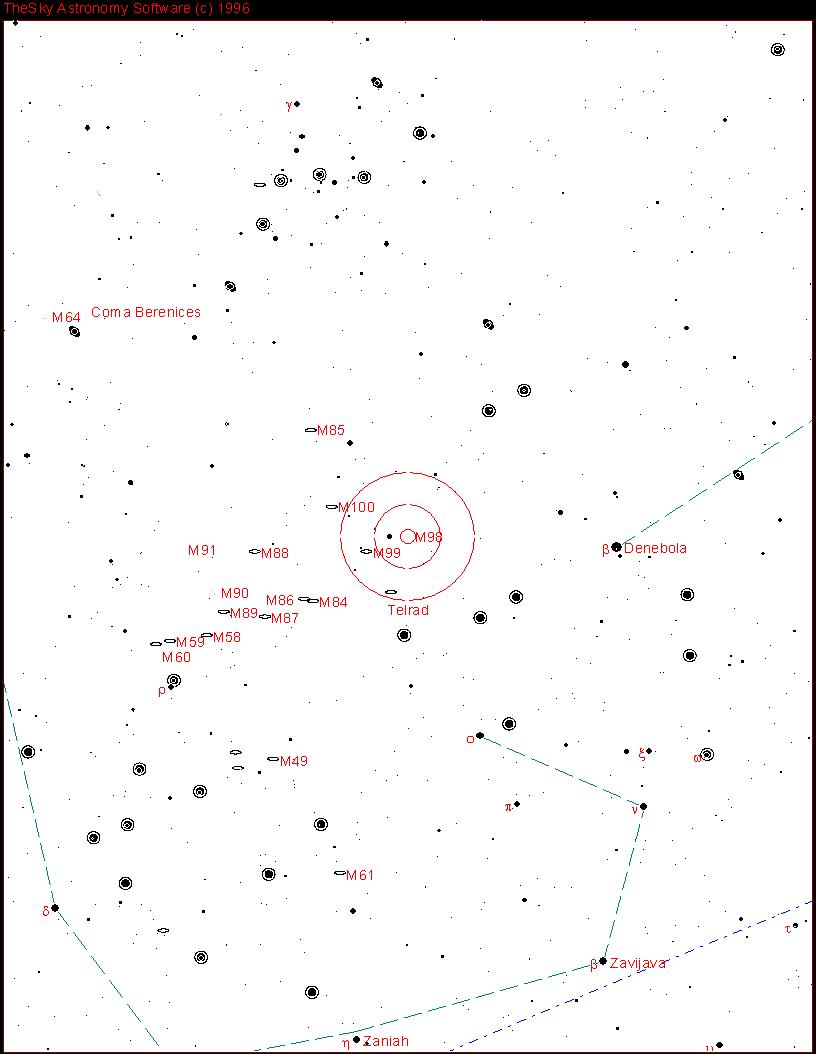 TheSky Astronomy Software (c) 1996
γ
M64
Coma Berenices
M85
M100
M98
M91
M88
M99
β
Denebola
M90
M86
M84
M89
M87
Telrad
M59
M58
M60
ρ
ο
M49
ξ
ω
π
ν
M61
δ
τ
β
Zavijava
η
Zaniah
υ